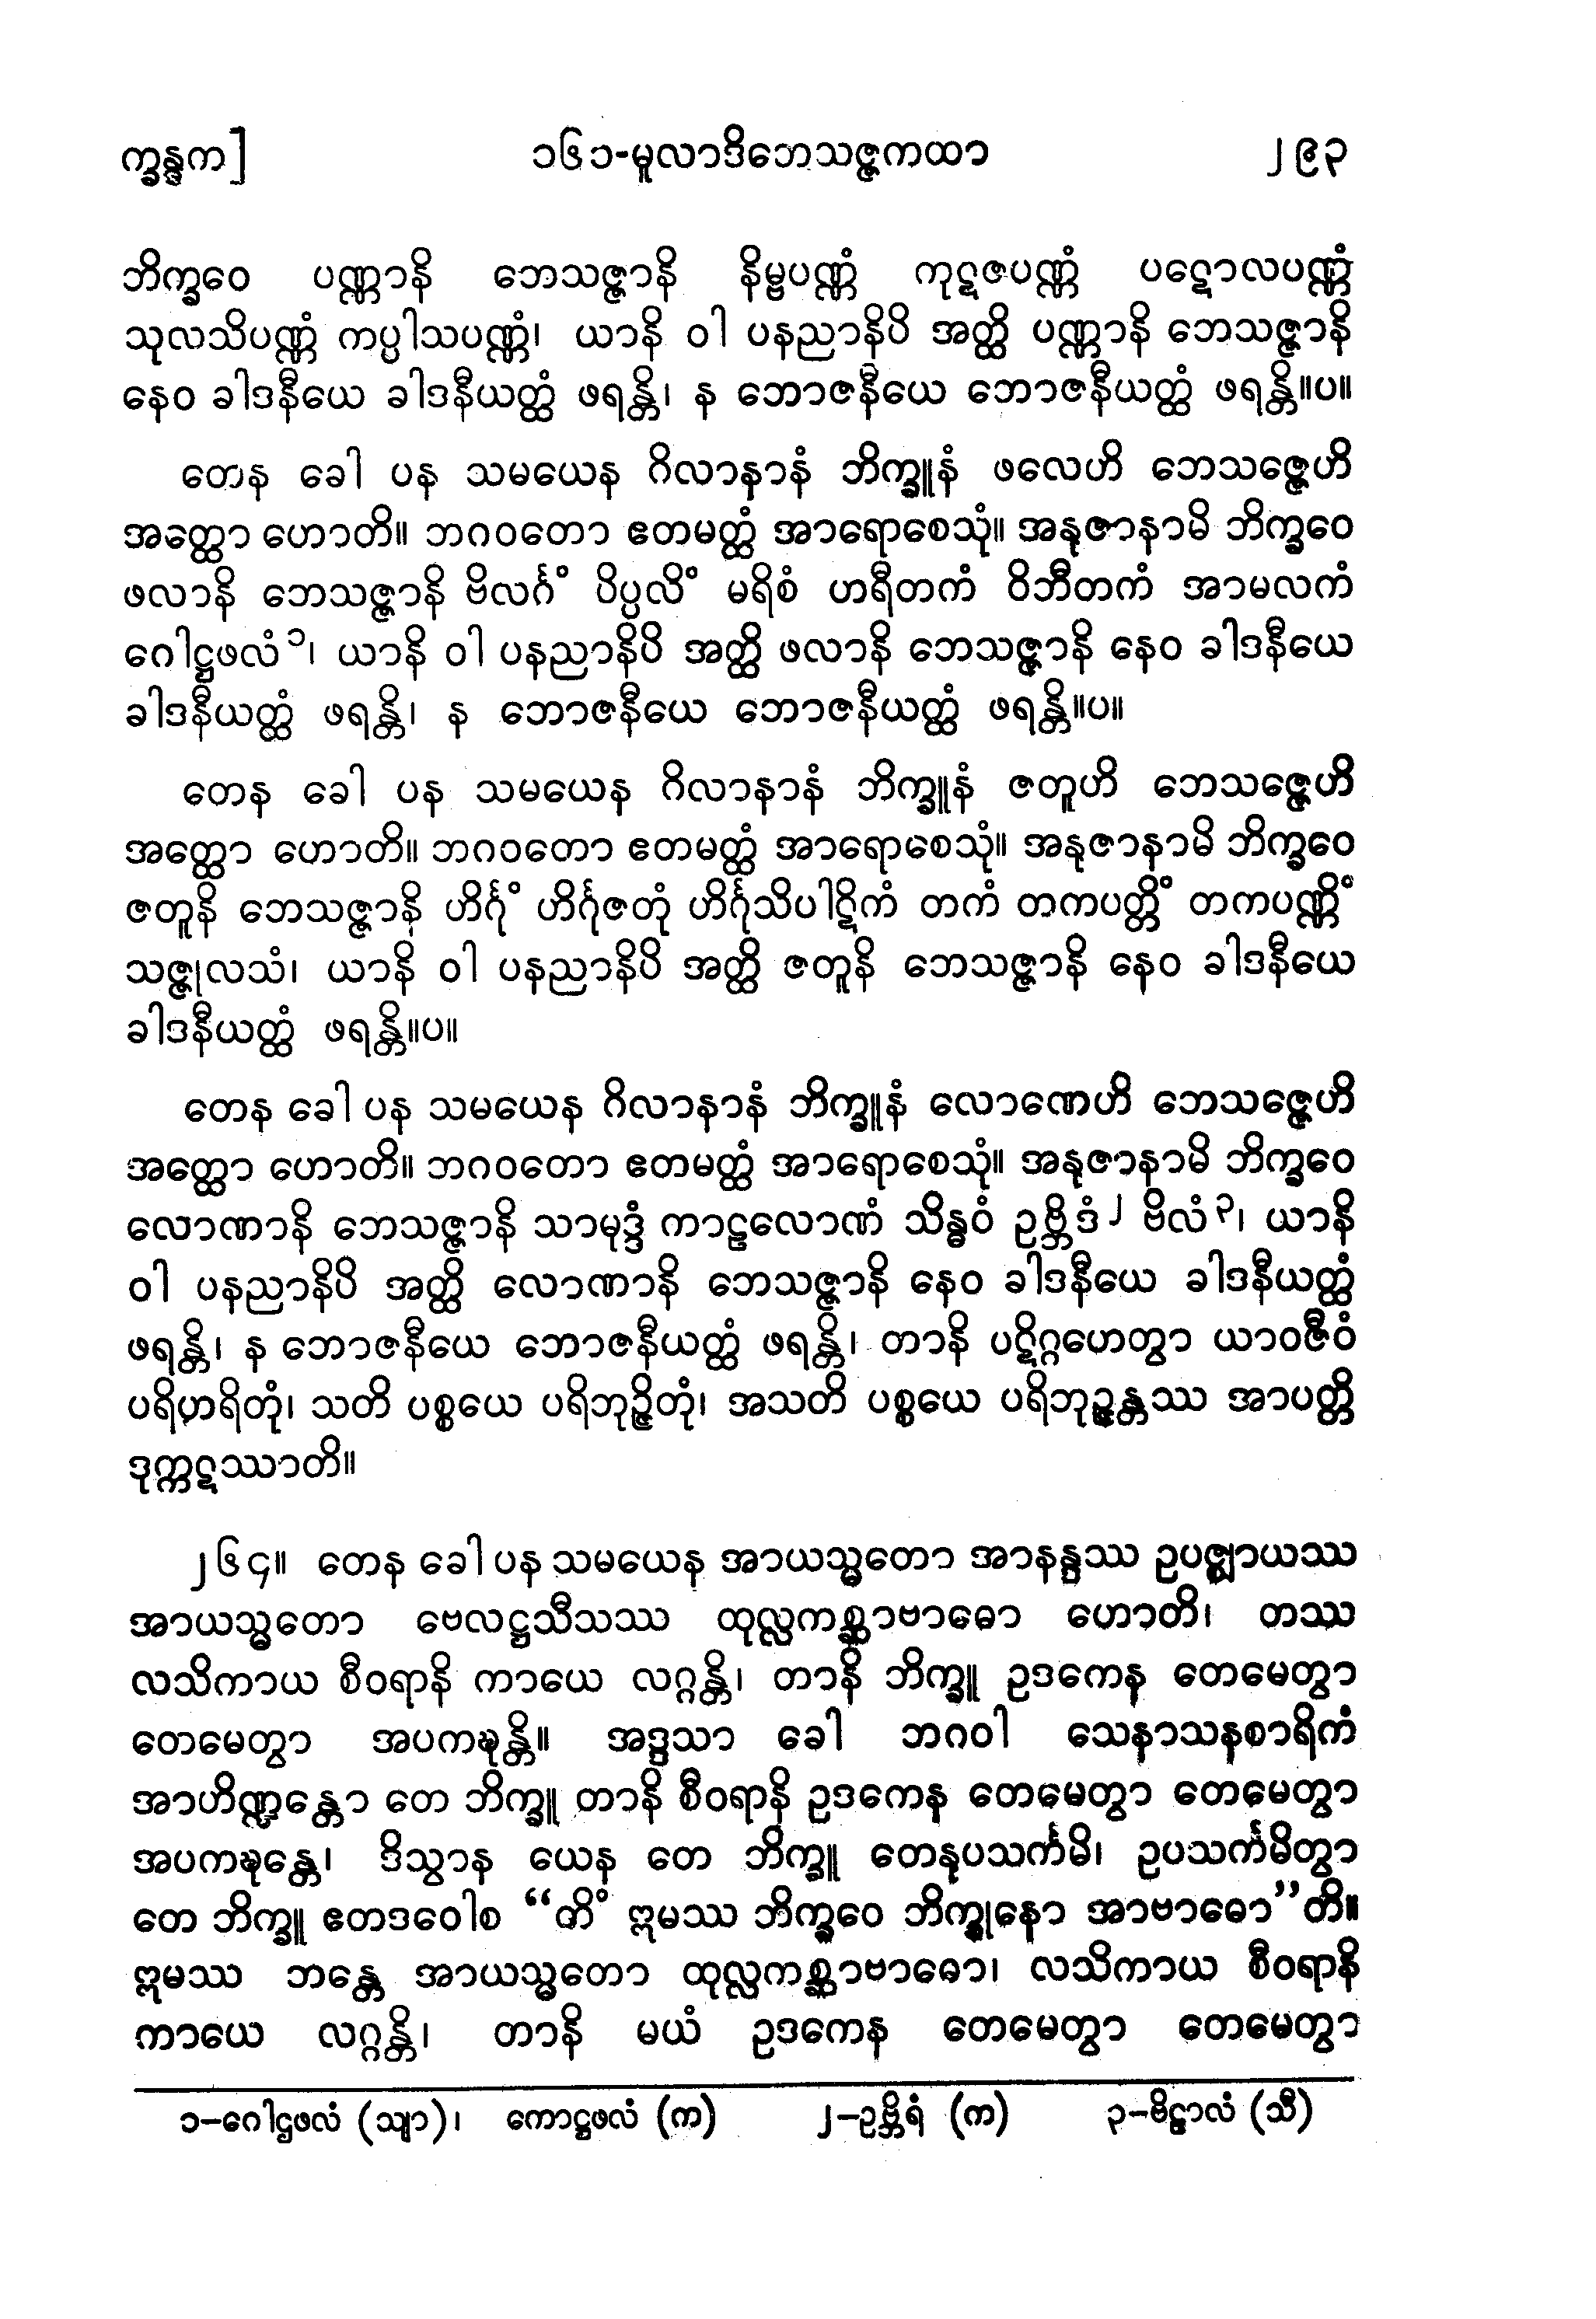 က္ခန္ဓက]
၁၆၁-မူလာဒိဘေသဇ္ဇကထာ
၂၉၃
ဘိက္ခဝေ ပဏ္ဏာနိ ဘေသဇ္ဇာနိ နိမ္ဗပဏ္ဏံ ကုဋဇပဏ္ဏံ ပဋောလပဏ္ဏံ
သုလသိပဏ္ဏံ ကပ္ပါသပဏ္ဏံ၊ ယာနိ ဝါ ပနညာနိပိ အတ္ထိ ပဏ္ဏာနိ ဘေသဇ္ဇာနိ
နေဝ ခါဒနီယေ ခါဒနီယတ္ထံ ဖရန္တိ၊ န ဘောဇနီယေ ဘောဇနီယတ္ထံ ဖရန္တိ။ပ။
တေန ခေါ ပန သမယေန ဂိလာနာနံ ဘိက္ခူနံ ဖလေဟိ ဘေသဇ္ဇေဟိ
အတ္ထော ဟောတိ။ ဘဂဝတော ဧတမတ္ထံ အာရောစေသုံ။ အနုဇာနာမိ ဘိက္ခဝေ
ဖလာနိ ဘေသဇ္ဇာနိ ဗိလင်္ဂံ ပိပ္ပလိံ မရိစံ ဟရီတကံ ဝိဘီတကံ အာမလကံ
ဂေါဋ္ဌဖလံ၁၊ ယာနိ ဝါ ပနညာနိပိ အတ္ထိ ဖလာနိ ဘေသဇ္ဇာနိ နေဝ ခါဒနီယေ
ခါဒနီယတ္ထံ ဖရန္တိ၊ န ဘောဇနီယေ ဘောဇနီယတ္ထံ ဖရန္တိ။ပ။
တေန ခေါ ပန သမယေန ဂိလာနာနံ ဘိက္ခူနံ ဇတူဟိ ဘေသဇ္ဇေဟိ
အတ္ထော ဟောတိ။ ဘဂဝတော ဧတမတ္ထံ အာရောစေသုံ။ အနုဇာနာမိ ဘိက္ခဝေ
ဇတူနိ ဘေသဇ္ဇာနိ ဟိင်္ဂုံ ဟိင်္ဂုဇတုံ ဟိင်္ဂုသိပါဋိကံ တကံ တကပတ္တိံ တကပဏ္ဏိံ
သဇ္ဇုလသံ၊ ယာနိ ဝါ ပနညာနိပိ အတ္ထိ ဇတူနိ ဘေသဇ္ဇာနိ နေဝ ခါဒနီယေ
ခါဒနီယတ္ထံ ဖရန္တိ။ပ။
တေန ခေါ ပန သမယေန ဂိလာနာနံ ဘိက္ခူနံ လောဏေဟိ ဘေသဇ္ဇေဟိ
အတ္ထော ဟောတိ။ ဘဂဝတော ဧတမတ္ထံ အာရောစေသုံ။ အနုဇာနာမိ ဘိက္ခဝေ
လောဏာနိ ဘေသဇ္ဇာနိ သာမုဒ္ဒံ ကာဠလောဏံ သိန္ဓဝံ ဥဗ္ဘိဒံ၂ ဗိလံ၃၊ ယာနိ
ဝါ ပနညာနိပိ အတ္ထိ လောဏာနိ ဘေသဇ္ဇာနိ နေဝ ခါဒနီယေ ခါဒနီယတ္ထံ
ဖရန္တိ၊ န ဘောဇနီယေ ဘောဇနီယတ္ထံ ဖရန္တိ၊ တာနိ ပဋိဂ္ဂဟေတွာ ယာဝဇီဝံ
ပရိဟရိတုံ၊ သတိ ပစ္စယေ ပရိဘုဉ္ဇိတုံ၊ အသတိ ပစ္စယေ ပရိဘုဉ္ဇန္တဿ အာပတ္တိ
ဒုက္ကဋဿာတိ။
၂၆၄။ တေန ခေါ ပန သမယေန အာယသ္မတော အာနန္ဒဿ ဥပဇ္ဈာယဿ
အာယသ္မတော ဗေလဋ္ဌသီသဿ ထုလ္လကစ္ဆာဗာဓော ဟောတိ၊ တဿ
လသိကာယ စီဝရာနိ ကာယေ လဂ္ဂန္တိ၊ တာနိ ဘိက္ခူ ဥဒကေန တေမေတွာ
တေမေတွာ အပကဍ္ဎန္တိ။ အဒ္ဒသာ ခေါ ဘဂဝါ သေနာသနစာရိကံ
အာဟိဏ္ဍန္တော တေ ဘိက္ခူ တာနိ စီဝရာနိ ဥဒကေန တေမေတွာ တေမေတွာ
အပကဍ္ဎန္တေ၊ ဒိသွာန ယေန တေ ဘိက္ခူ တေနုပသင်္ကမိ၊ ဥပသင်္ကမိတွာ
တေ ဘိက္ခူ ဧတဒဝေါစ “ကိံ ဣမဿ ဘိက္ခဝေ ဘိက္ခုနော အာဗာဓော”တိ။
ဣမဿ ဘန္တေ အာယသ္မတော ထုလ္လကစ္ဆာဗာဓော၊ လသိကာယ စီဝရာနိ
ကာယေ လဂ္ဂန္တိ၊ တာနိ မယံ ဥဒကေန တေမေတွာ တေမေတွာ
၁-ဂေါဌဖလံ (သျာ)၊ ကောဋ္ဌဖလံ (က) ၂-ဥဗ္ဘိရံ (က) ၃-ဗိဠာလံ (သီ)